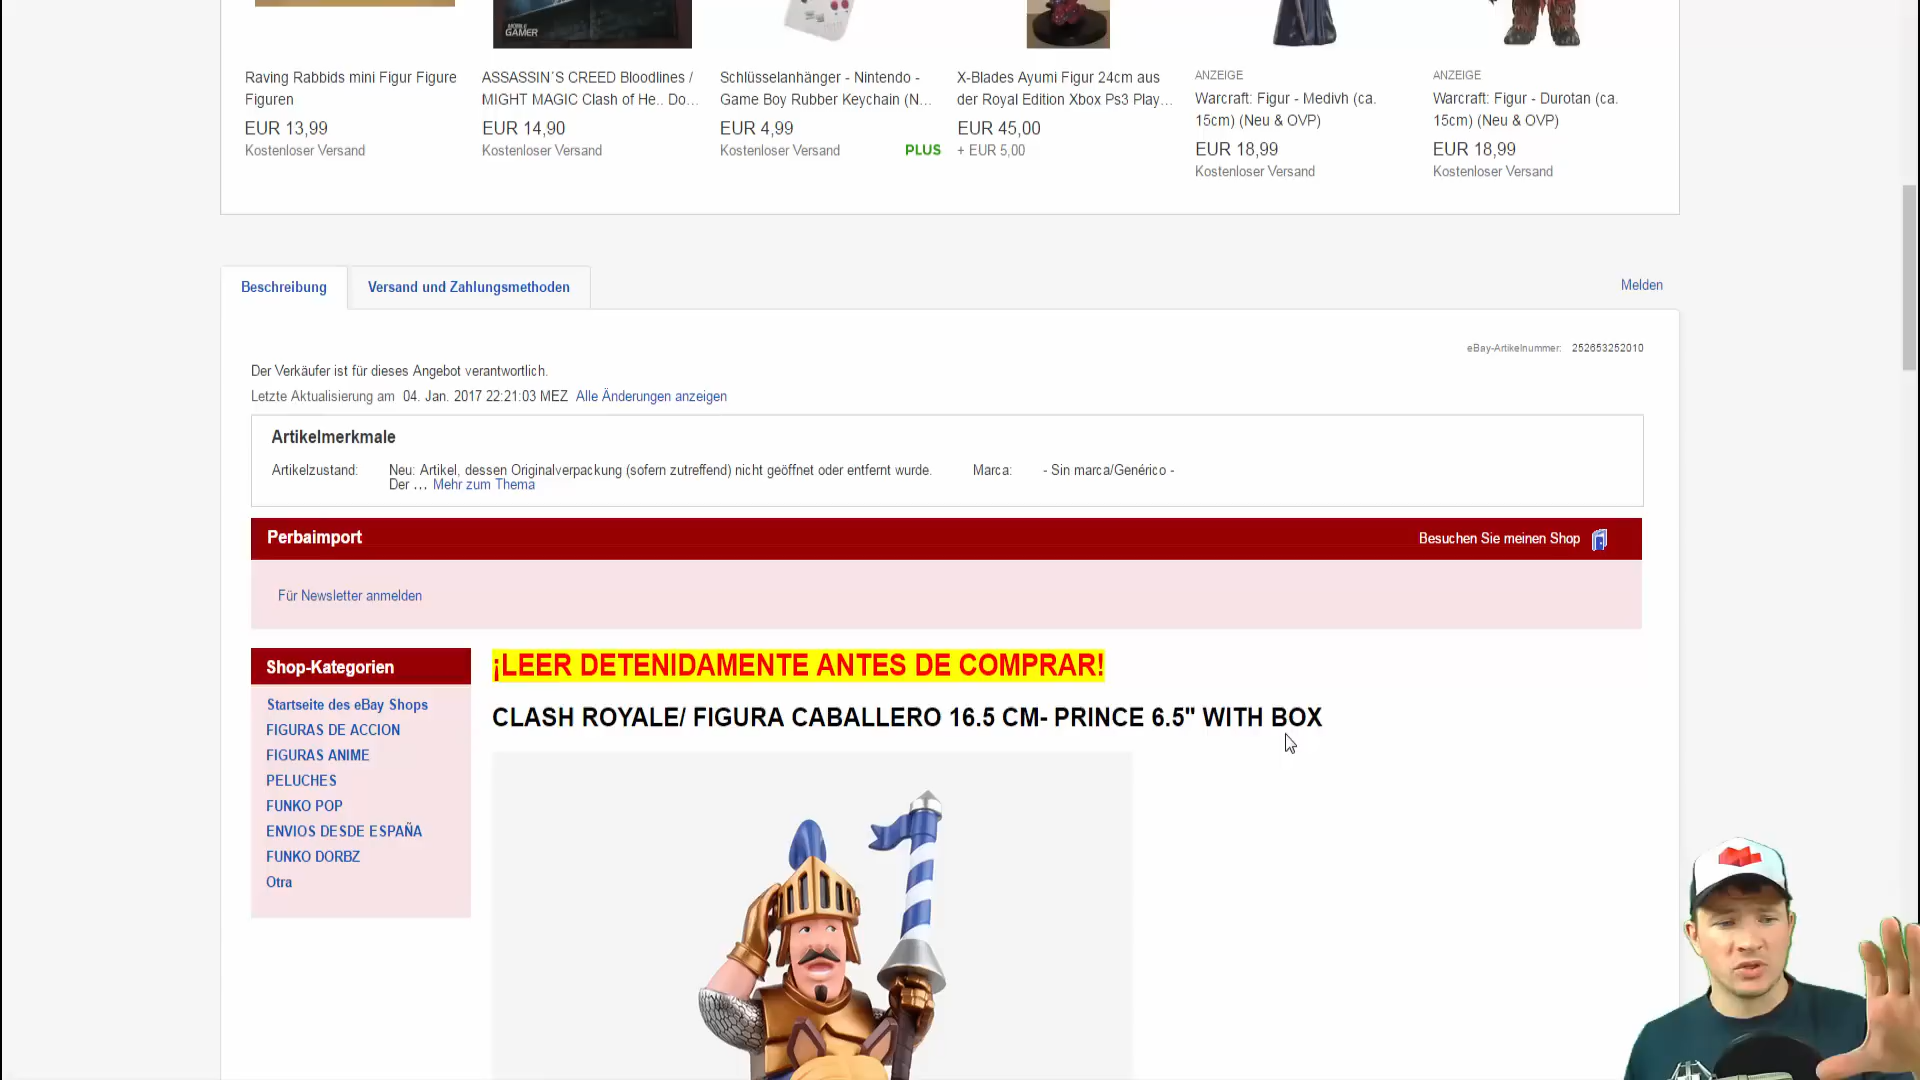 MOBILE
GAMER
Raving Rabbids mini Figur Figure
Figuren
EUR 13,99
Kostenloser Versand
ASSASSIN´S CREED Bloodlines /
MIGHT MAGIC Clash of He.. Do...
EUR 14,90
Kostenloser Versand
Schlüsselanhänger - Nintendo -
Game Boy Rubber Keychain (N...
EUR 4,99
Kostenloser Versand
PLUS
X-Blades Ayumi Figur 24cm aus
der Royal Edition Xbox Ps3 Play...
EUR 45,00
+ EUR 5,00
ANZEIGE
Warcraft: Figur - Medivh (ca.
15cm) (Neu & OVP)
EUR 18,99
Kostenloser Versand
ANZEIGE
Warcraft: Figur - Durotan (ca.
15cm) (Neu & OVP)
EUR 18,99
Kostenloser Versand
Beschreibung
Versand und Zahlungsmethoden
Melden
eBay-Artikelnummer: 252653252010
Der Verkäufer ist für dieses Angebot verantwortlich.
Letzte Aktualisierung am 04. Jan. 2017 22:21:03 MEZ Alle Änderungen anzeigen
Artikelmerkmale
Artikelzustand: Neu: Artikel, dessen Originalverpackung (sofern zutreffend) nicht geöffnet oder entfernt wurde.
Der ... Mehr zum Thema
Marca: - Sin marca/Genérico -
Perbaimport
Besuchen Sie meinen Shop
Für Newsletter anmelden
Shop-Kategorien
Startseite des eBay Shops
FIGURAS DE ACCION
FIGURAS ANIME
PELUCHES
FUNKO POP
ENVIOS DESDE ESPAÑA
FUNKO DORBZ
Otra
¡LEER DETENIDAMENTE ANTES DE COMPRAR!
CLASH ROYALE/ FIGURA CABALLERO 16.5 CM- PRINCE 6.5" WITH BOX